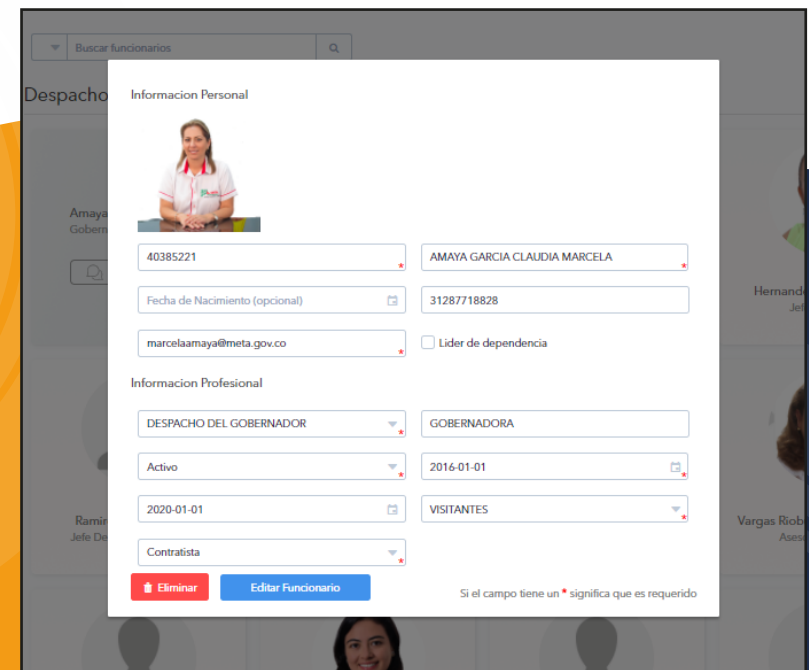 Buscar funcionarios
Despacho
Informacion Personal
Amaya
Gobern
40385221 *
AMAYA GARCIA CLAUDIA MARCELA *
Fecha de Nacimiento (opcional)
31287718828
Hernand
Jef
marcelaamaya@meta.gov.co *
Lider de dependencia
Informacion Profesional
DESPACHO DEL GOBERNADOR *
GOBERNADORA
Activo *
2016-01-01 *
2020-01-01
VISITANTES *
Ramir
Jefe De
Vargas Riob
Ases
Contratista *
Eliminar
Editar Funcionario
Si el campo tiene un * significa que es requerido